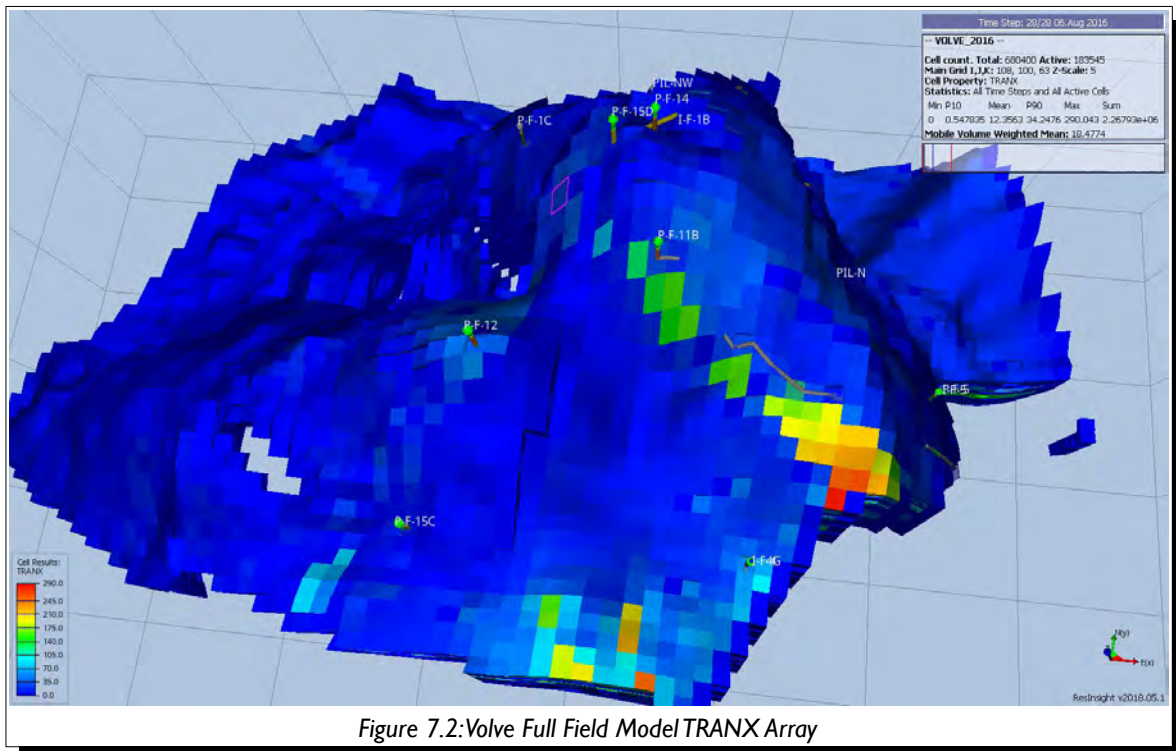 Time Step: 28/28 06.Aug 2016
-- VOLVE_2016 --
Cell count. Total: 680400 Active: 183545
Main Grid I,J,K: 108, 100, 63 Z-Scale: 5
Cell Property: TRANX
Statistics: All Time Steps and All Active Cells
Min P10 Mean P90 Max Sum
0 0.547835 12.3563 34.2476 290.043 2.26793e+06
Mobile Volume Weighted Mean: 18.4774
PIL-NW
P-F-14
P-F-15D
I-F-1B
P-F-1C
P-F-11B
PIL-N
P-F-12
P-F-15C
Cell Results:
TRANX
290.0
245.0
210.0
175.0
140.0
105.0
70.0
35.0
0.0
N(y)
E(x)
ResInsight v2018.05.1
Figure 7.2: Volve Full Field Model TRANX Array